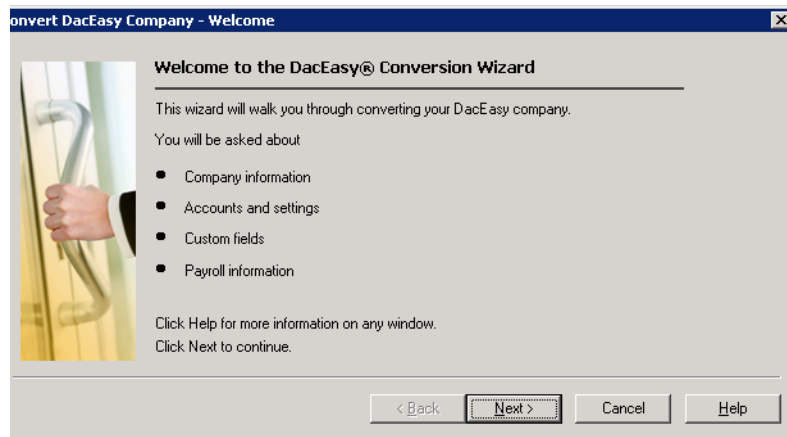 onvert DacEasy Company - Welcome
Welcome to the DacEasy® Conversion Wizard
This wizard will walk you through converting your DacEasy company.
You will be asked about
● Company information
● Accounts and settings
● Custom fields
● Payroll information
Click Help for more information on any window.
Click Next to continue.
< Back Next > Cancel Help